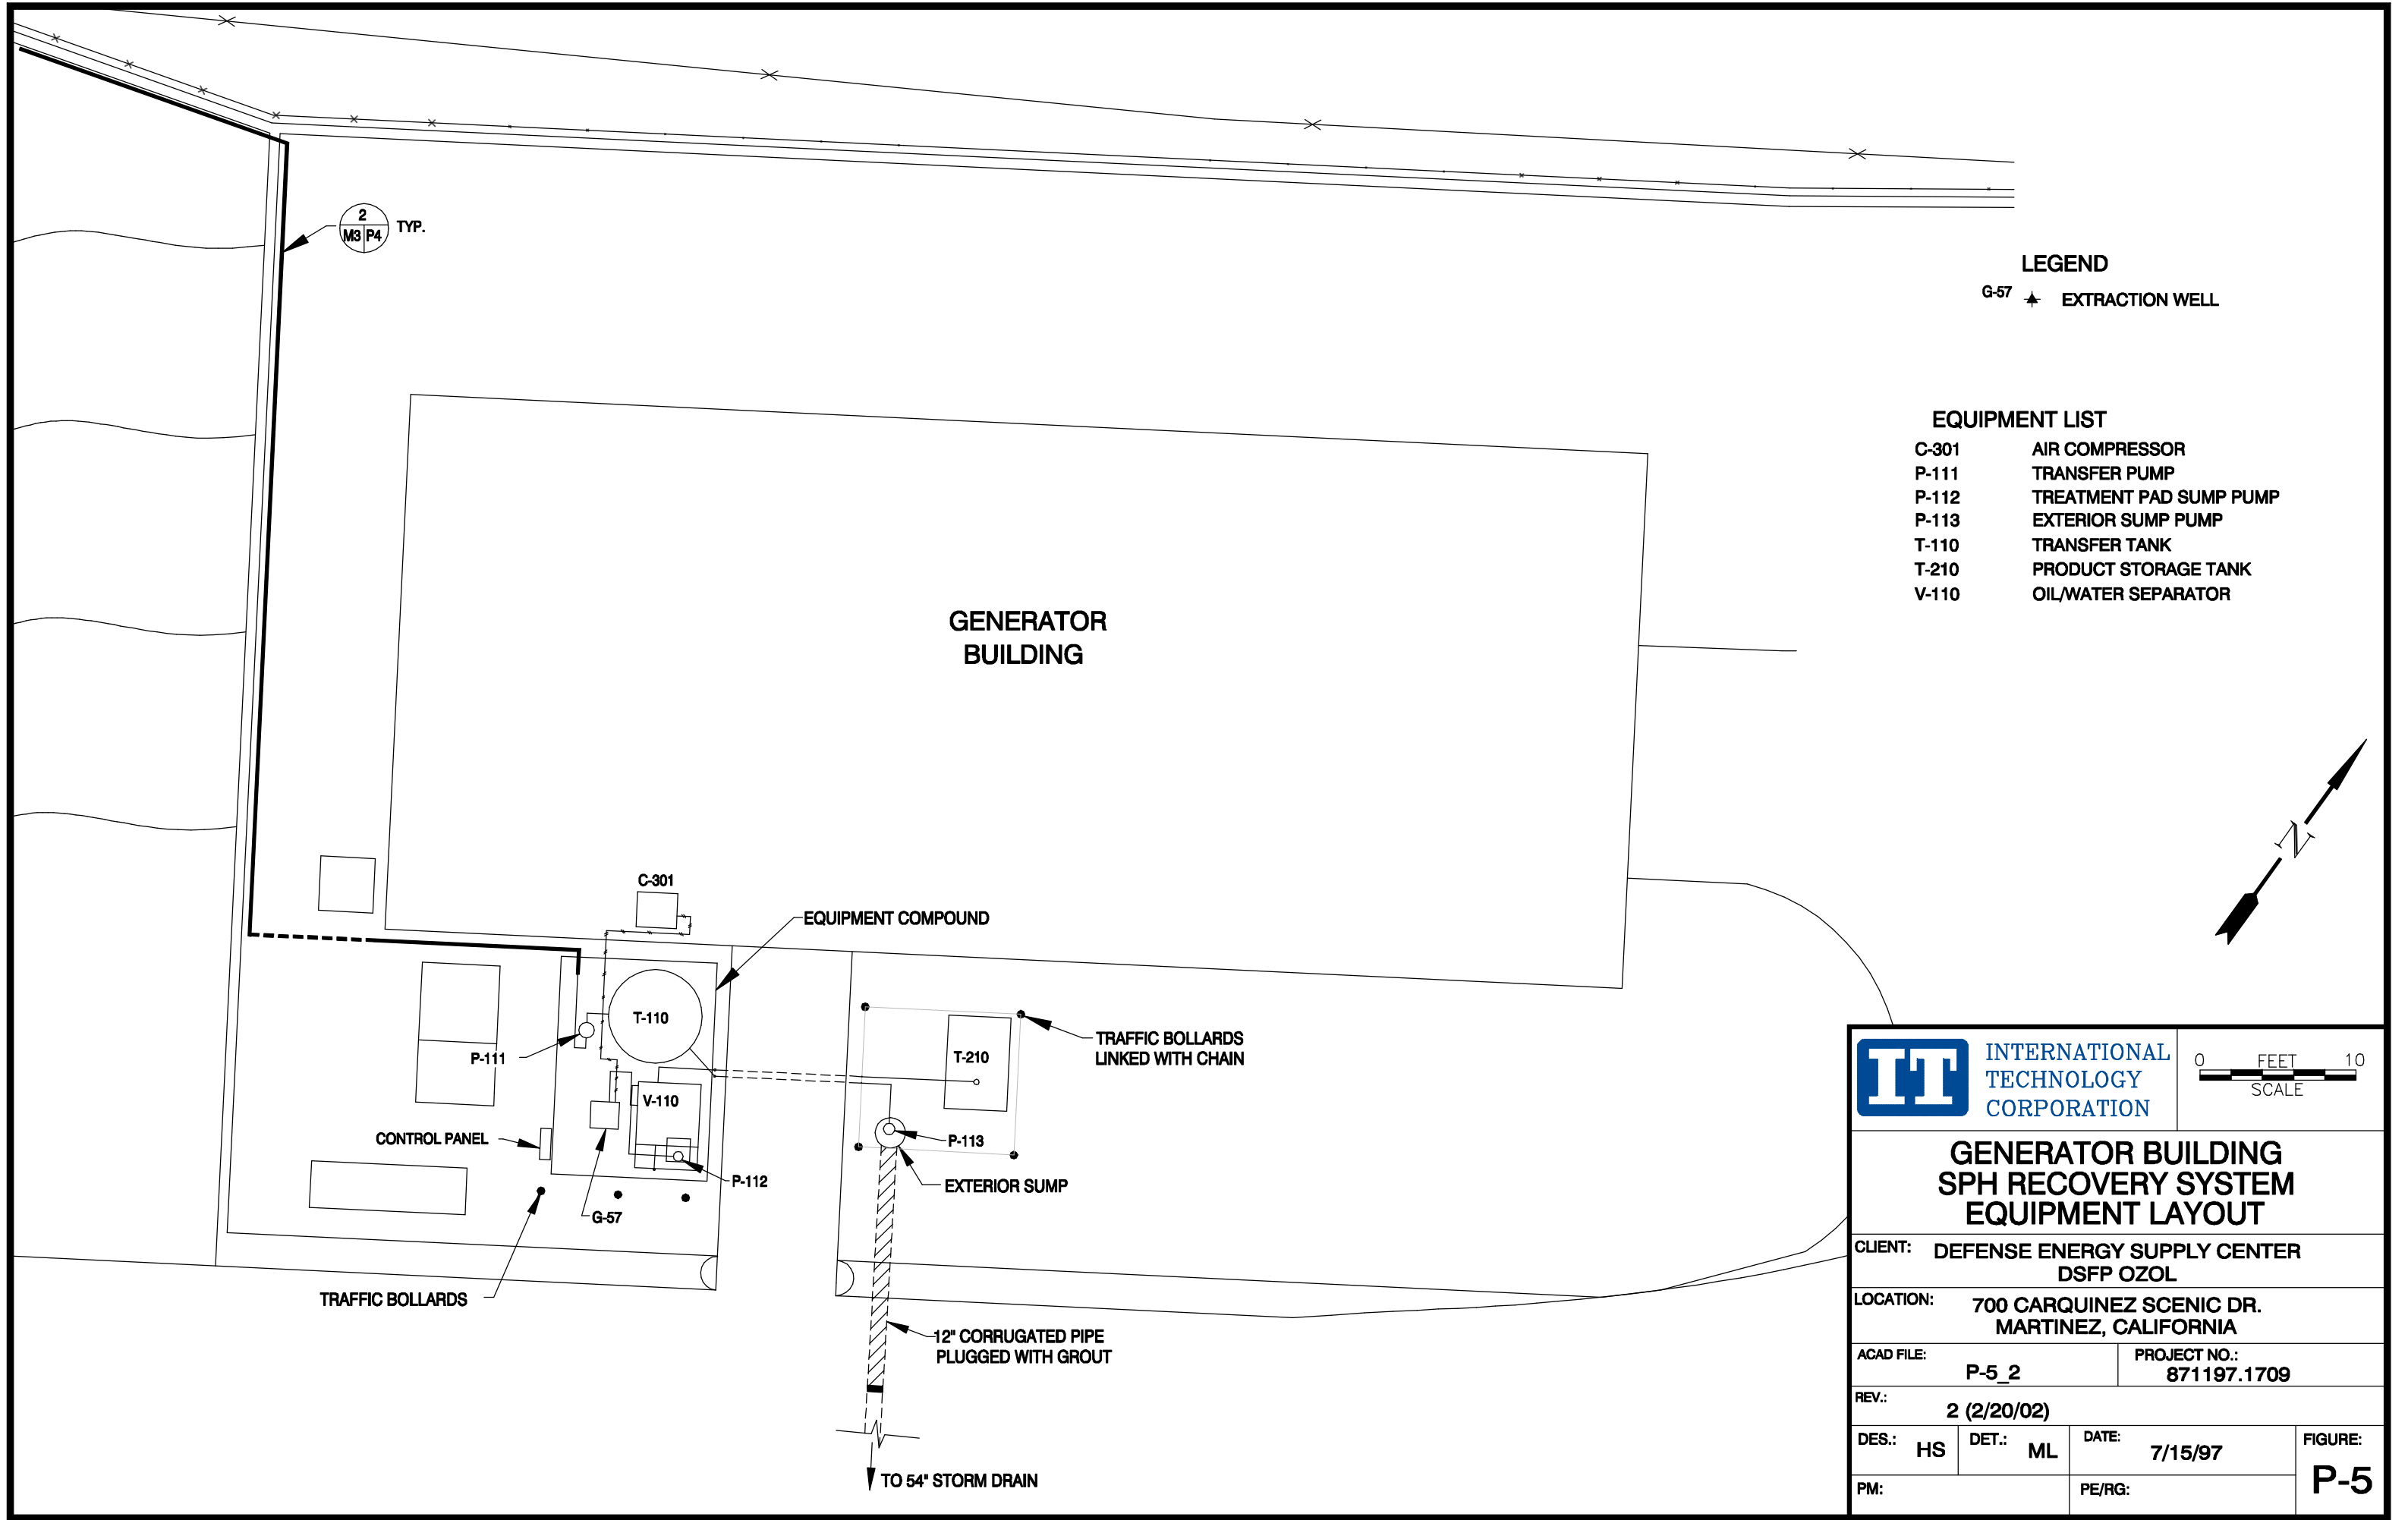 2
M3 P4 TYP.
LEGEND
G-57 EXTRACTION WELL
EQUIPMENT LIST
C-301 AIR COMPRESSOR
P-111 TRANSFER PUMP
P-112 TREATMENT PAD SUMP PUMP
P-113 EXTERIOR SUMP PUMP
T-110 TRANSFER TANK
T-210 PRODUCT STORAGE TANK
V-110 OIL/WATER SEPARATOR
GENERATOR
BUILDING
N
C-301
EQUIPMENT COMPOUND
T-110
P-111
V-110
CONTROL PANEL
P-112
G-57
TRAFFIC BOLLARDS
TRAFFIC BOLLARDS
LINKED WITH CHAIN
T-210
P-113
EXTERIOR SUMP
12" CORRUGATED PIPE
PLUGGED WITH GROUT
TO 54" STORM DRAIN
IT INTERNATIONAL
TECHNOLOGY
CORPORATION
0 FEET 10
SCALE
GENERATOR BUILDING
SPH RECOVERY SYSTEM
EQUIPMENT LAYOUT
CLIENT: DEFENSE ENERGY SUPPLY CENTER
DSFP OZOL
LOCATION: 700 CARQUINEZ SCENIC DR.
MARTINEZ, CALIFORNIA
ACAD FILE: P-5_2
PROJECT NO.: 871197.1709
REV.: 2 (2/20/02)
DES.: HS DET.: ML DATE: 7/15/97
FIGURE: P-5
PM: PE/RG: